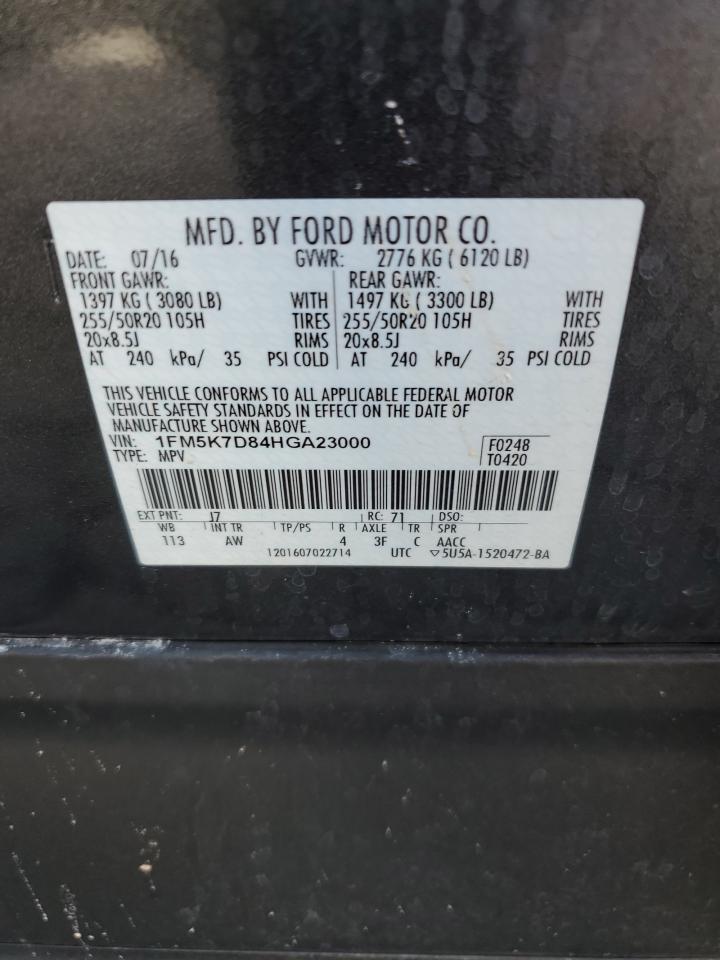 MFD. BY FORD MOTOR CO.
DATE: 07/16 GVWR: 2776 KG ( 6120 LB)
FRONT GAWR: REAR GAWR:
1397 KG ( 3080 LB) WITH 1497 KG ( 3300 LB) WITH
255/50R20 105H TIRES 255/50R20 105H TIRES
20x8.5J RIMS 20x8.5J RIMS
AT 240 kPa/ 35 PSI COLD AT 240 kPa/ 35 PSI COLD
THIS VEHICLE CONFORMS TO ALL APPLICABLE FEDERAL MOTOR
VEHICLE SAFETY STANDARDS IN EFFECT ON THE DATE OF
MANUFACTURE SHOWN ABOVE.
VIN: 1FM5K7D84HGA23000 F0248
TYPE: MPV T0420
EXT PNT: J7 RC: 71 DSO:
WB INT TR TP/PS R AXLE TR SPR
113 AW 4 3F C AACC
1201607022714 UTC ▽5U5A-1520472-BA